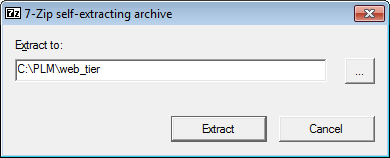 7z 7-Zip self-extracting archive
Extract to:
C:\PLM\web_tier
...
Extract
Cancel